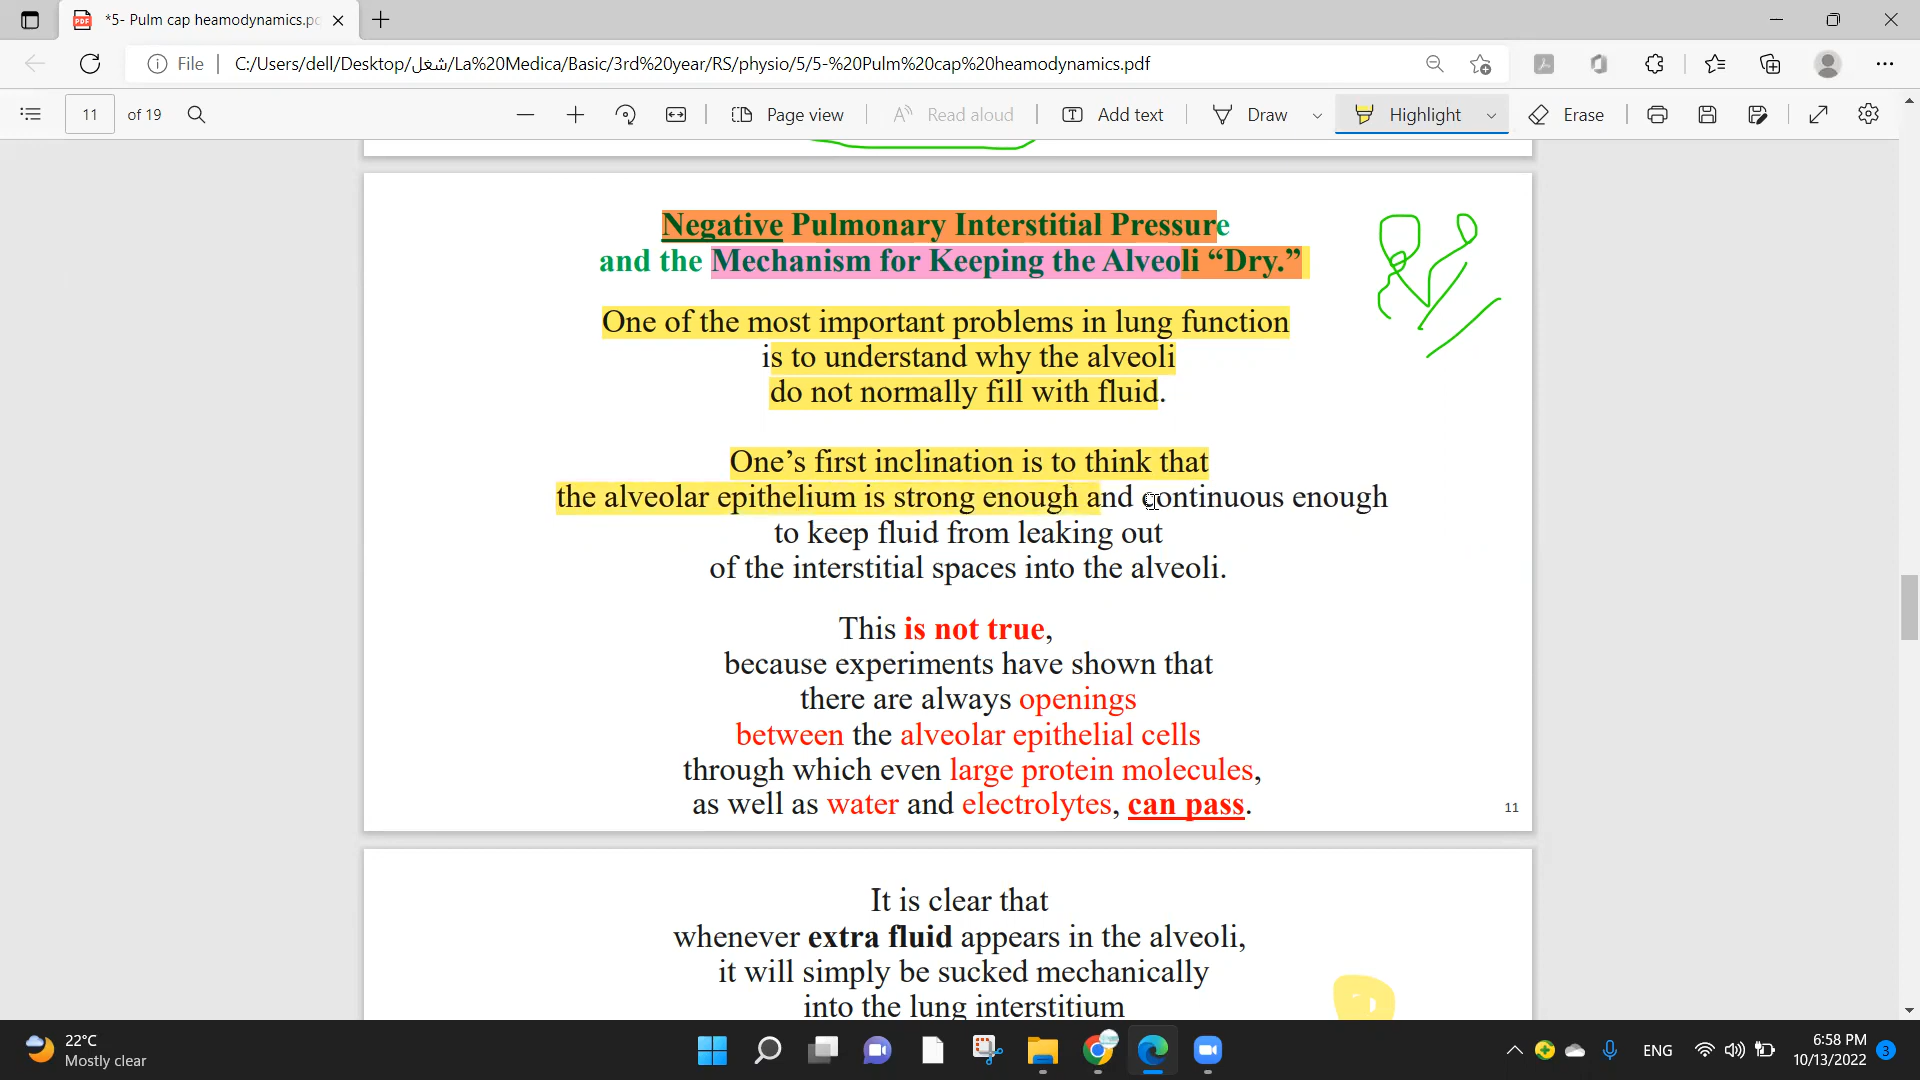 *5- Pulm cap heamodynamics.pd
File
C:/Users/dell/Desktop/شغل/La%20Medica/Basic/3rd%20year/RS/physio/5/5-%20Pulm%20cap%20heamodynamics.pdf
11 of 19
Page view
Read aloud
Add text
Draw
Highlight
Erase
Negative Pulmonary Interstitial Pressure
and the Mechanism for Keeping the Alveoli “Dry.”
One of the most important problems in lung function
is to understand why the alveoli
do not normally fill with fluid.
One’s first inclination is to think that
the alveolar epithelium is strong enough and continuous enough
to keep fluid from leaking out
of the interstitial spaces into the alveoli.
This is not true,
because experiments have shown that
there are always openings
between the alveolar epithelial cells
through which even large protein molecules,
as well as water and electrolytes, can pass.
11
It is clear that
whenever extra fluid appears in the alveoli,
it will simply be sucked mechanically
into the lung interstitium
22°C
Mostly clear
ENG
6:58 PM
10/13/2022
3